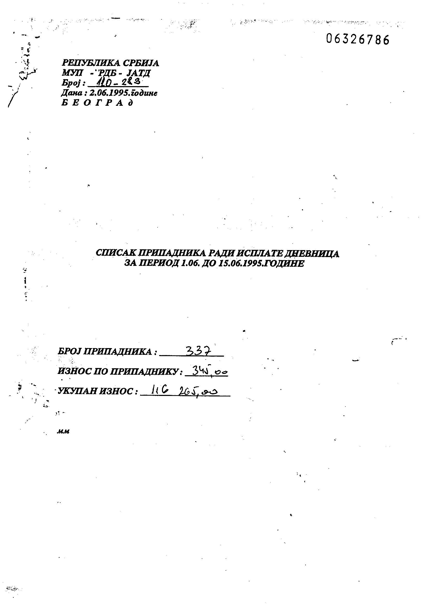 06326786
РЕПУБЛИКА СРБИЈА
МУП - РДБ - ЈАТД
Број : 110-283
Дана : 2.06.1995.године
Б Е О Г Р А д
СПИСАК ПРИПАДНИКА РАДИ ИСПЛАТЕ ДНЕВНИЦА
ЗА ПЕРИОД 1.06. ДО 15.06.1995.ГОДИНЕ
БРОЈ ПРИПАДНИКА : 337
ИЗНОС ПО ПРИПАДНИКУ: 345,00
УКУПАН ИЗНОС : 116 265,00
мм